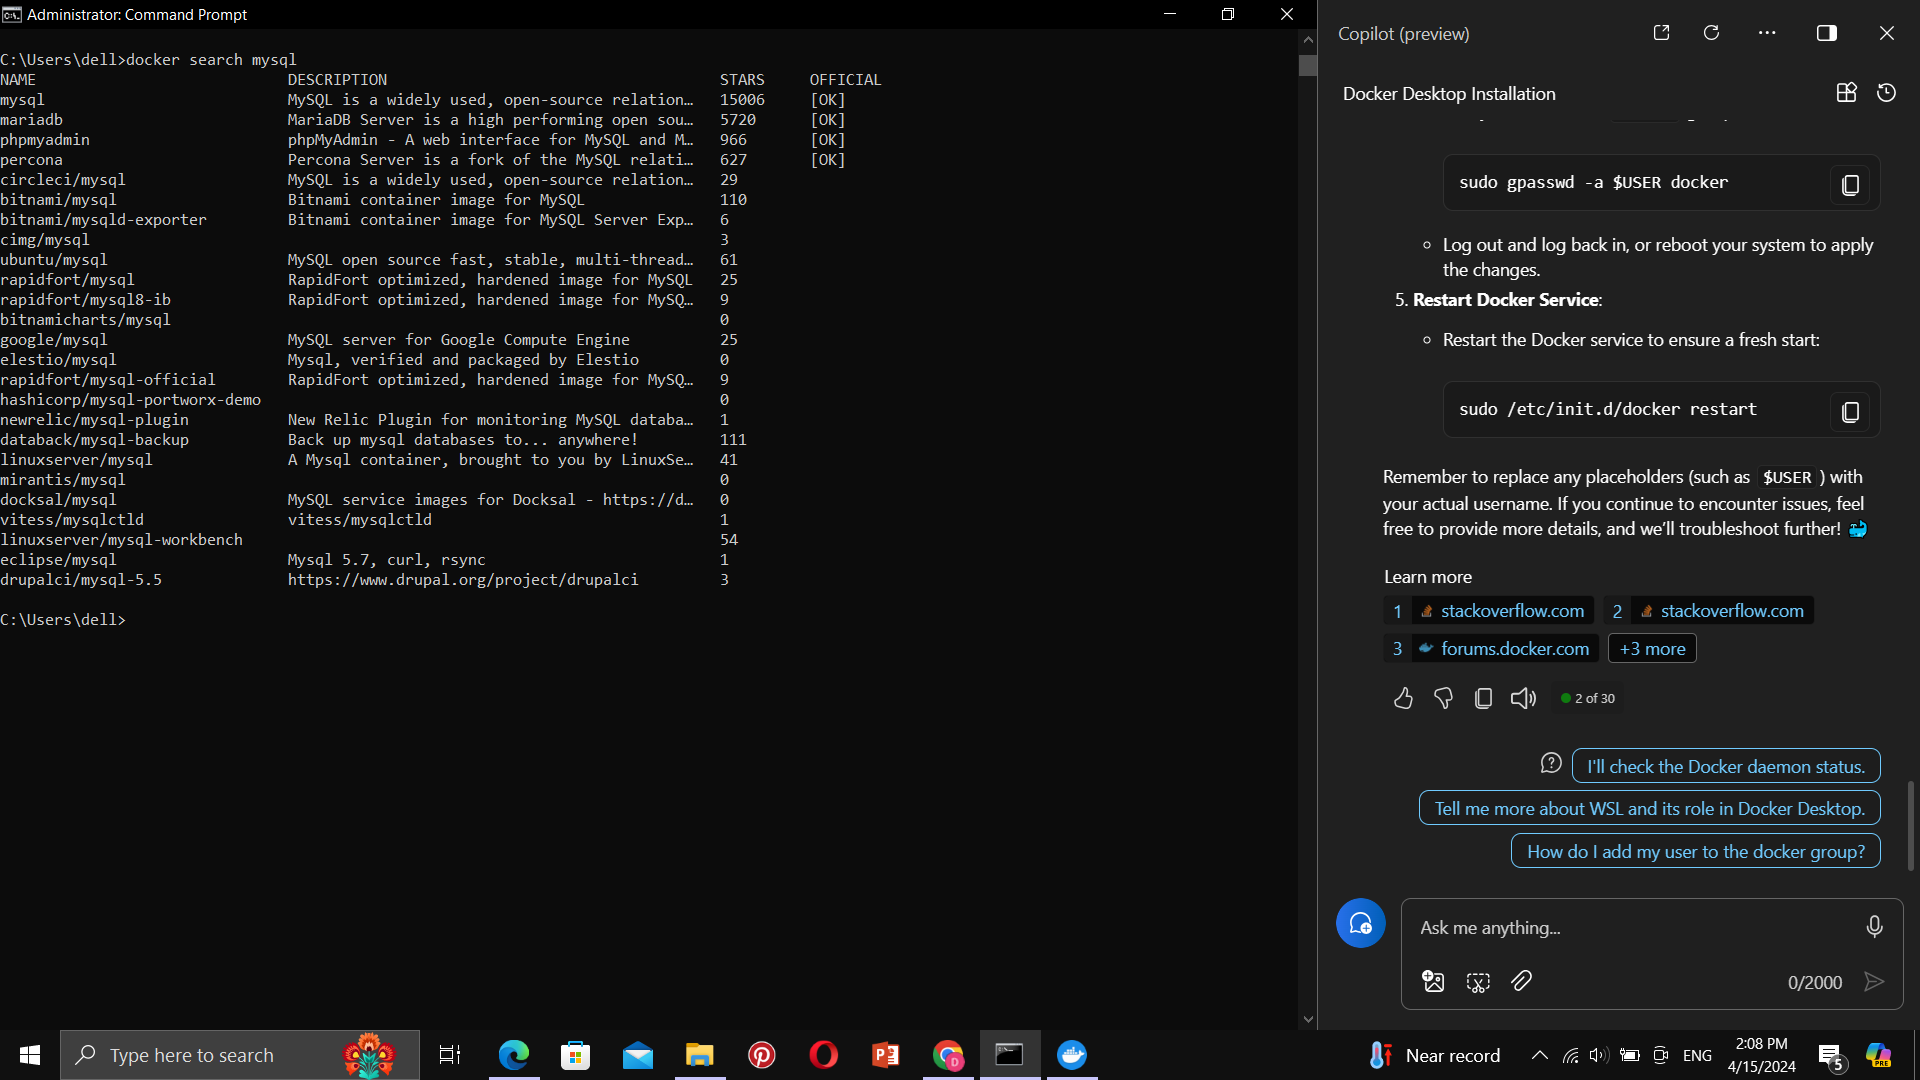 Administrator: Command Prompt
C:\Users\dell>docker search mysql
NAME DESCRIPTION STARS OFFICIAL
mysql MySQL is a widely used, open-source relation… 15006 [OK]
mariadb MariaDB Server is a high performing open sou… 5720 [OK]
phpmyadmin phpMyAdmin - A web interface for MySQL and M… 966 [OK]
percona Percona Server is a fork of the MySQL relati… 627 [OK]
circleci/mysql MySQL is a widely used, open-source relation… 29
bitnami/mysql Bitnami container image for MySQL 110
bitnami/mysqld-exporter Bitnami container image for MySQL Server Exp… 6
cimg/mysql 3
ubuntu/mysql MySQL open source fast, stable, multi-thread… 61
rapidfort/mysql RapidFort optimized, hardened image for MySQL 25
rapidfort/mysql8-ib RapidFort optimized, hardened image for MySQ… 9
bitnamicharts/mysql 0
google/mysql MySQL server for Google Compute Engine 25
elestio/mysql Mysql, verified and packaged by Elestio 0
rapidfort/mysql-official RapidFort optimized, hardened image for MySQ… 9
hashicorp/mysql-portworx-demo 0
newrelic/mysql-plugin New Relic Plugin for monitoring MySQL databa… 1
databack/mysql-backup Back up mysql databases to... anywhere! 111
linuxserver/mysql A Mysql container, brought to you by LinuxSe… 41
mirantis/mysql 0
docksal/mysql MySQL service images for Docksal - https://d… 0
vitess/mysqlctld vitess/mysqlctld 1
linuxserver/mysql-workbench 54
eclipse/mysql Mysql 5.7, curl, rsync 1
drupalci/mysql-5.5 https://www.drupal.org/project/drupalci 3
C:\Users\dell>
Copilot (preview)
Docker Desktop Installation
sudo gpasswd -a $USER docker
Log out and log back in, or reboot your system to apply
the changes.
5. Restart Docker Service:
Restart the Docker service to ensure a fresh start:
sudo /etc/init.d/docker restart
Remember to replace any placeholders (such as $USER ) with
your actual username. If you continue to encounter issues, feel
free to provide more details, and we'll troubleshoot further!
Learn more
1 stackoverflow.com 2 stackoverflow.com
3 forums.docker.com +3 more
2 of 30
I'll check the Docker daemon status.
Tell me more about WSL and its role in Docker Desktop.
How do I add my user to the docker group?
Ask me anything...
0/2000
Type here to search
Near record
ENG
2:08 PM
4/15/2024
5
PRE